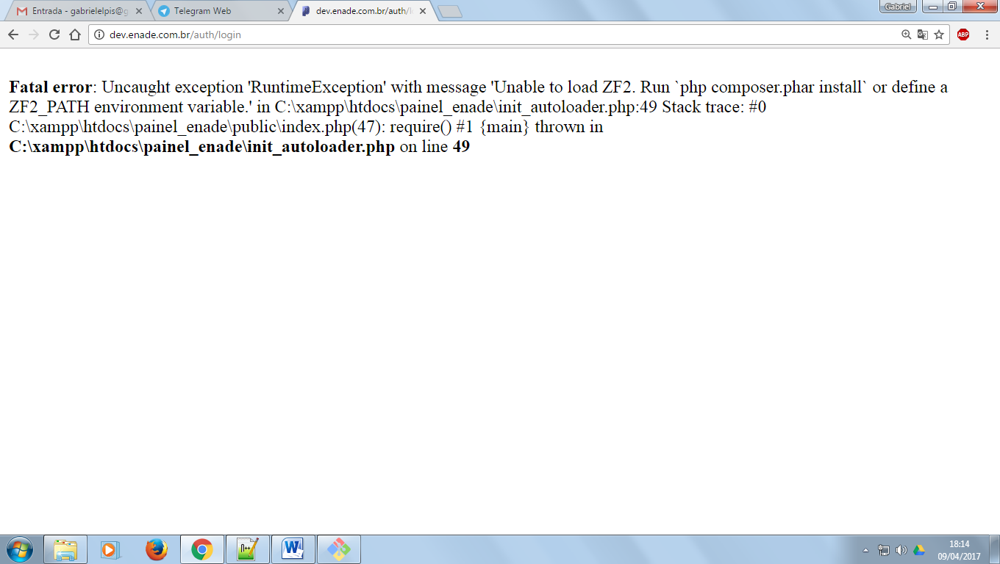 Entrada - gabrielelpis@g
Telegram Web
dev.enade.com.br/auth/l
Gabriel
dev.enade.com.br/auth/login
ABP
Fatal error: Uncaught exception 'RuntimeException' with message 'Unable to load ZF2. Run `php composer.phar install` or define a
ZF2_PATH environment variable.' in C:\xampp\htdocs\painel_enade\init_autoloader.php:49 Stack trace: #0
C:\xampp\htdocs\painel_enade\public\index.php(47): require() #1 {main} thrown in
C:\xampp\htdocs\painel_enade\init_autoloader.php on line 49
18:14
09/04/2017